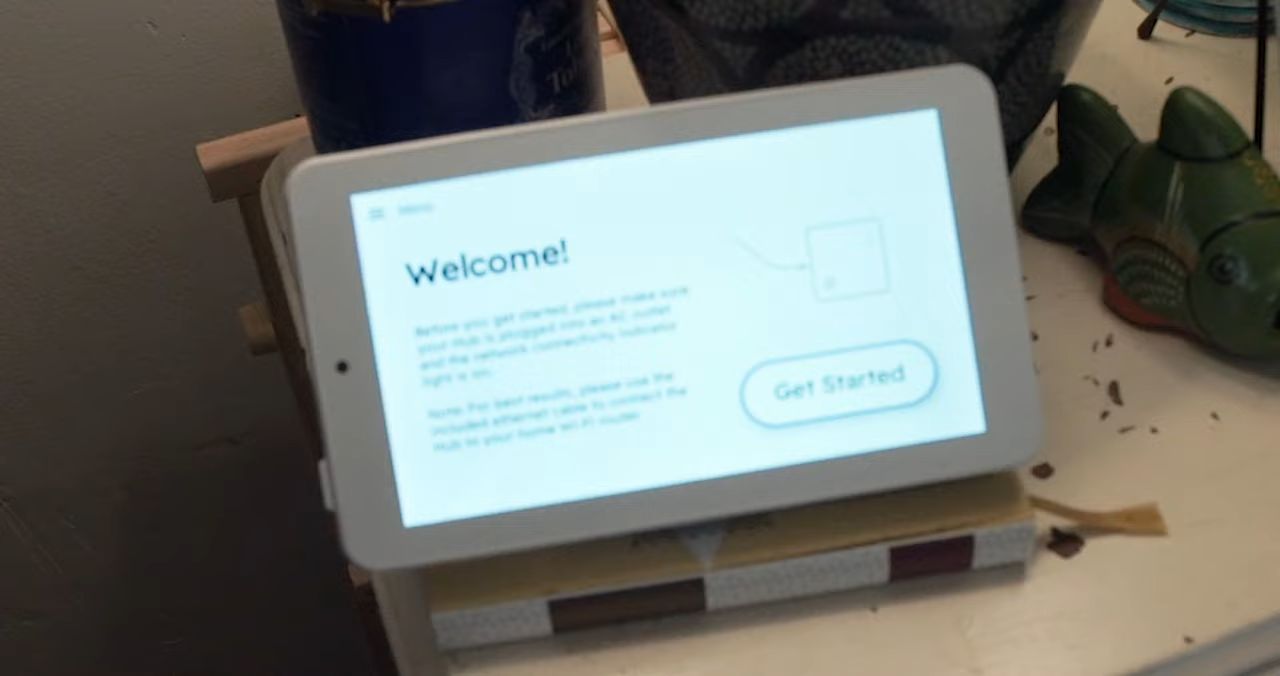 Menu
Welcome!
Before you get started, please make sure
your Hub is plugged into an AC outlet
and the network connectivity indicator
light is on.
Note: For best results, please use the
included ethernet cable to connect the
Hub to your home wi-fi router.
Get Started